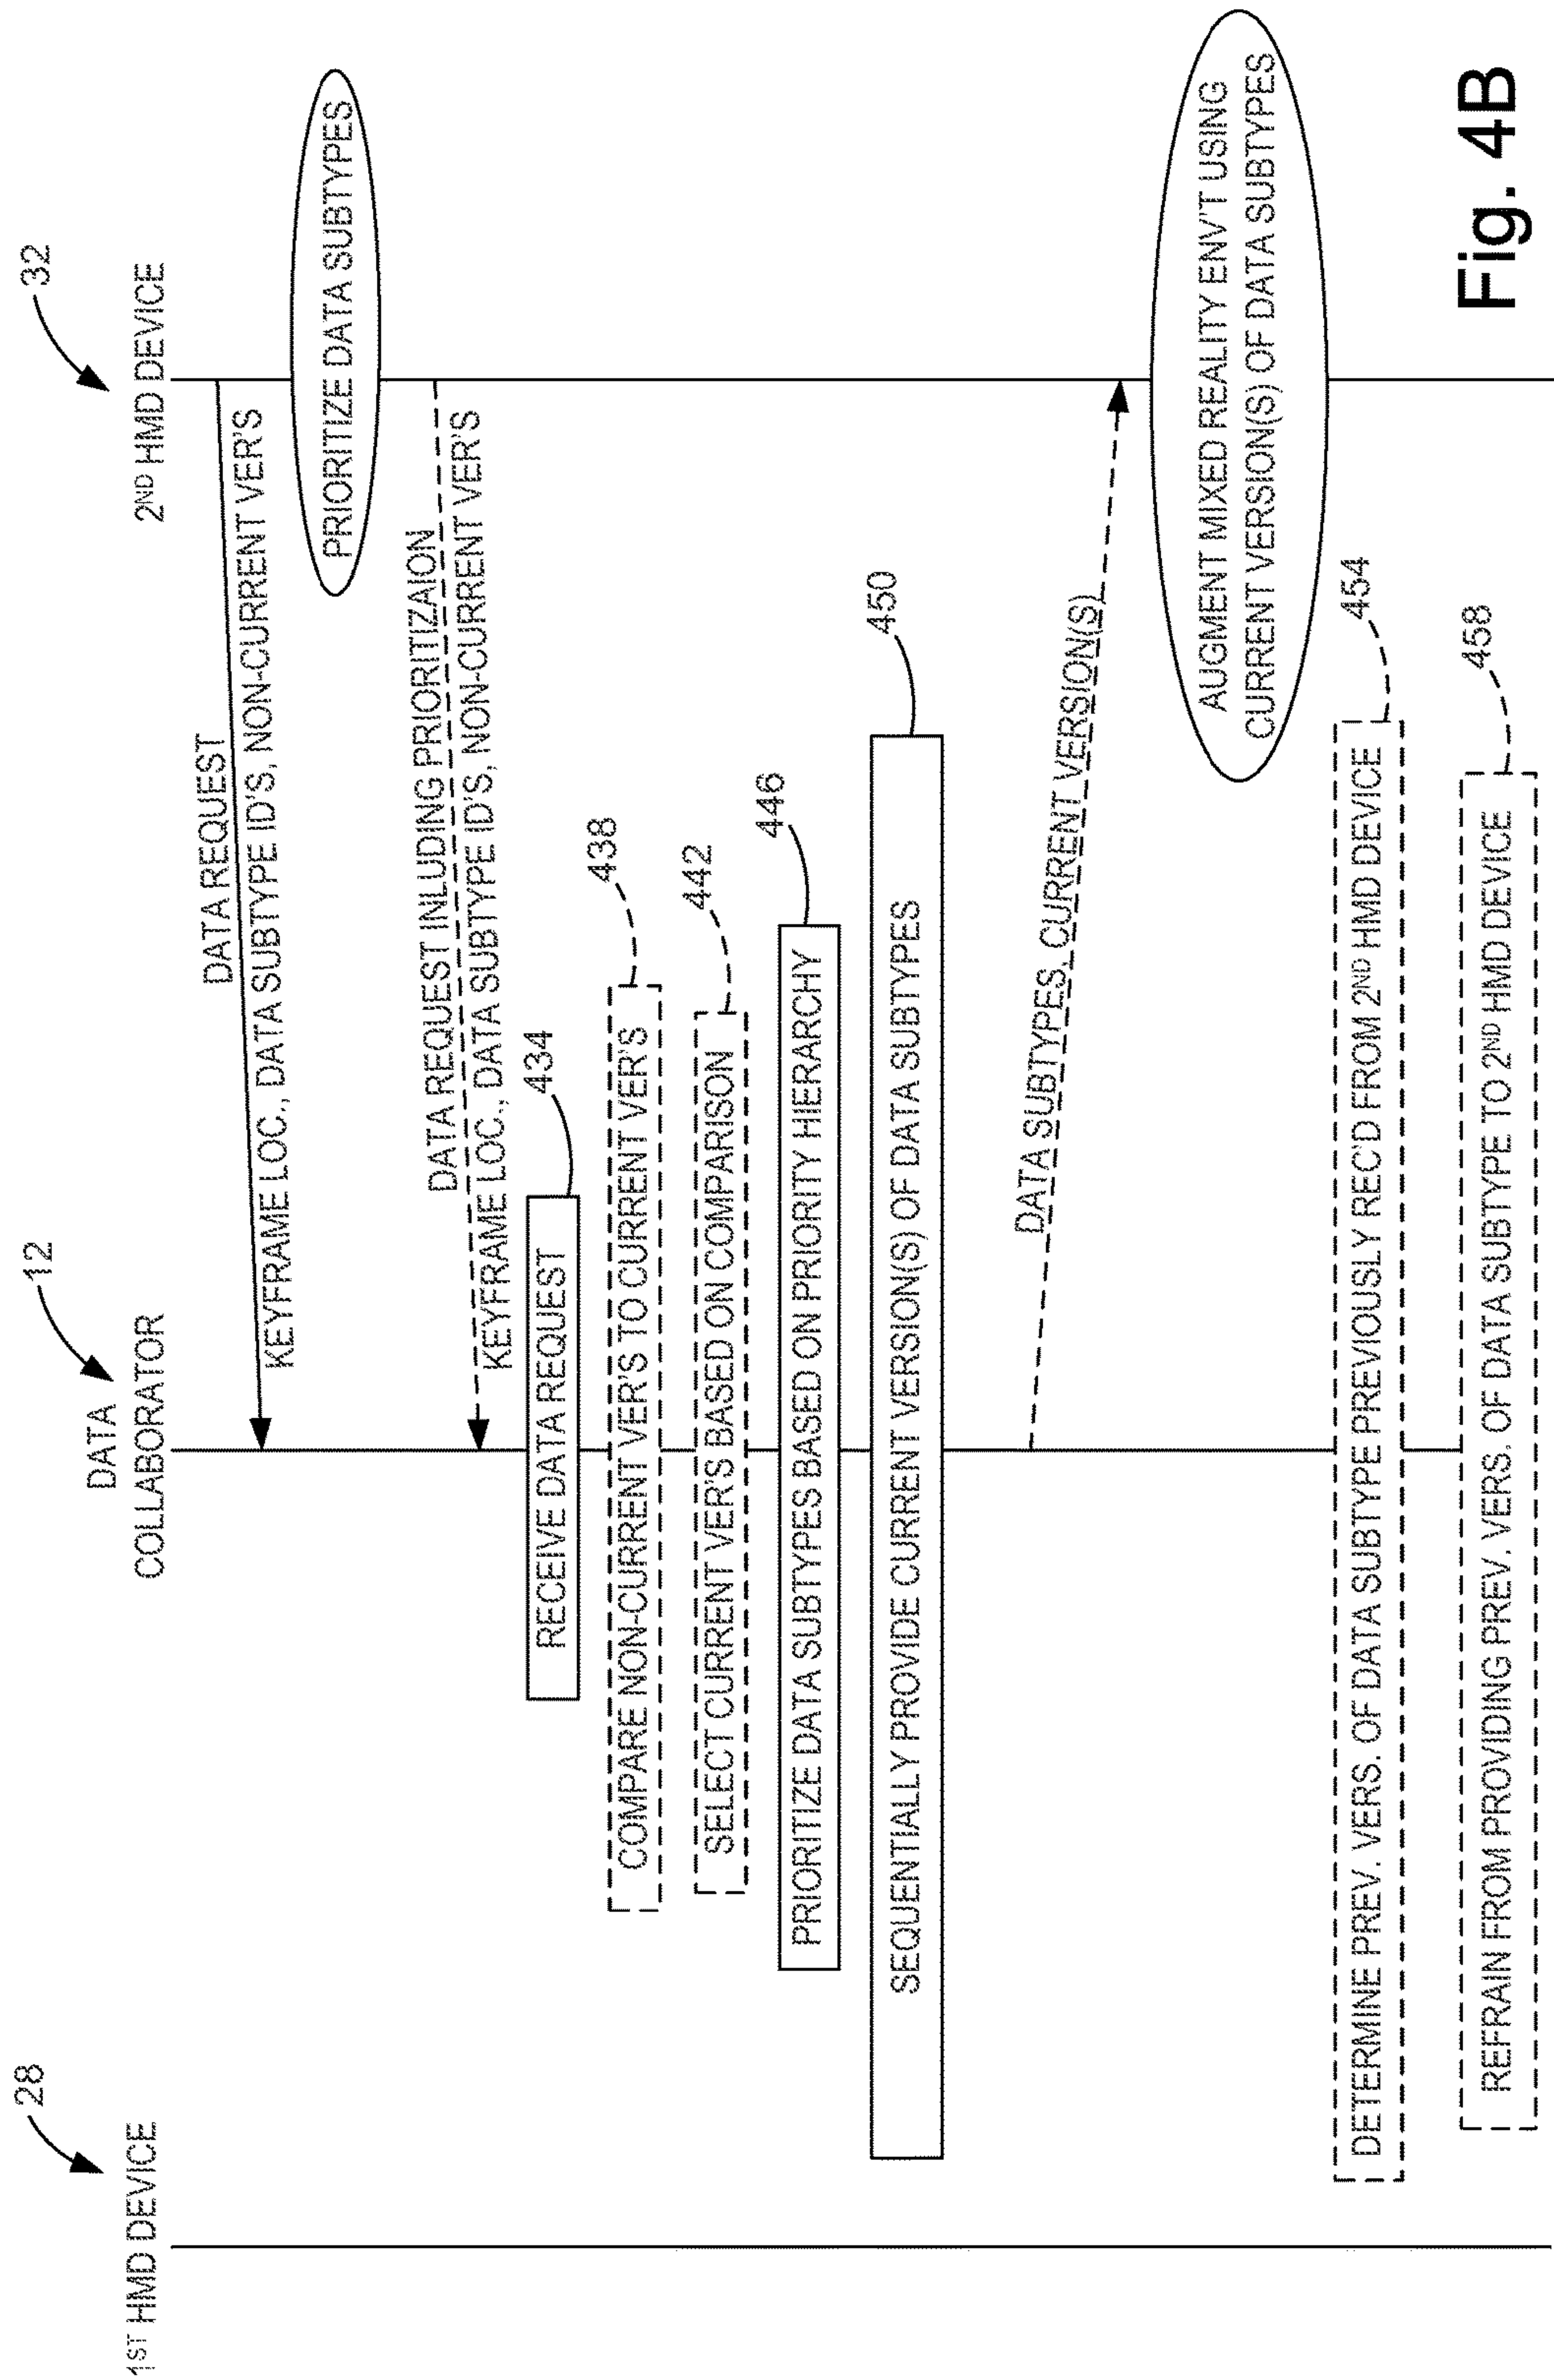 28
1ST HMD DEVICE
12
DATA
COLLABORATOR
32
2ND HMD DEVICE
DATA REQUEST
KEYFRAME LOC., DATA SUBTYPE ID'S, NON-CURRENT VER'S
PRIORITIZE DATA SUBTYPES
DATA REQUEST INLUDING PRIORITIZAION
KEYFRAME LOC., DATA SUBTYPE ID'S, NON-CURRENT VER'S
434
RECEIVE DATA REQUEST
438
COMPARE NON-CURRENT VER'S TO CURRENT VER'S
442
SELECT CURRENT VER'S BASED ON COMPARISON
446
PRIORITIZE DATA SUBTYPES BASED ON PRIORITY HIERARCHY
450
SEQUENTIALLY PROVIDE CURRENT VERSION(S) OF DATA SUBTYPES
DATA SUBTYPES, CURRENT VERSION(S)
AUGMENT MIXED REALITY ENV'T USING
CURRENT VERSION(S) OF DATA SUBTYPES
454
DETERMINE PREV. VERS. OF DATA SUBTYPE PREVIOUSLY REC'D FROM 2ND HMD DEVICE
458
REFRAIN FROM PROVIDING PREV. VERS. OF DATA SUBTYPE TO 2ND HMD DEVICE
Fig. 4B